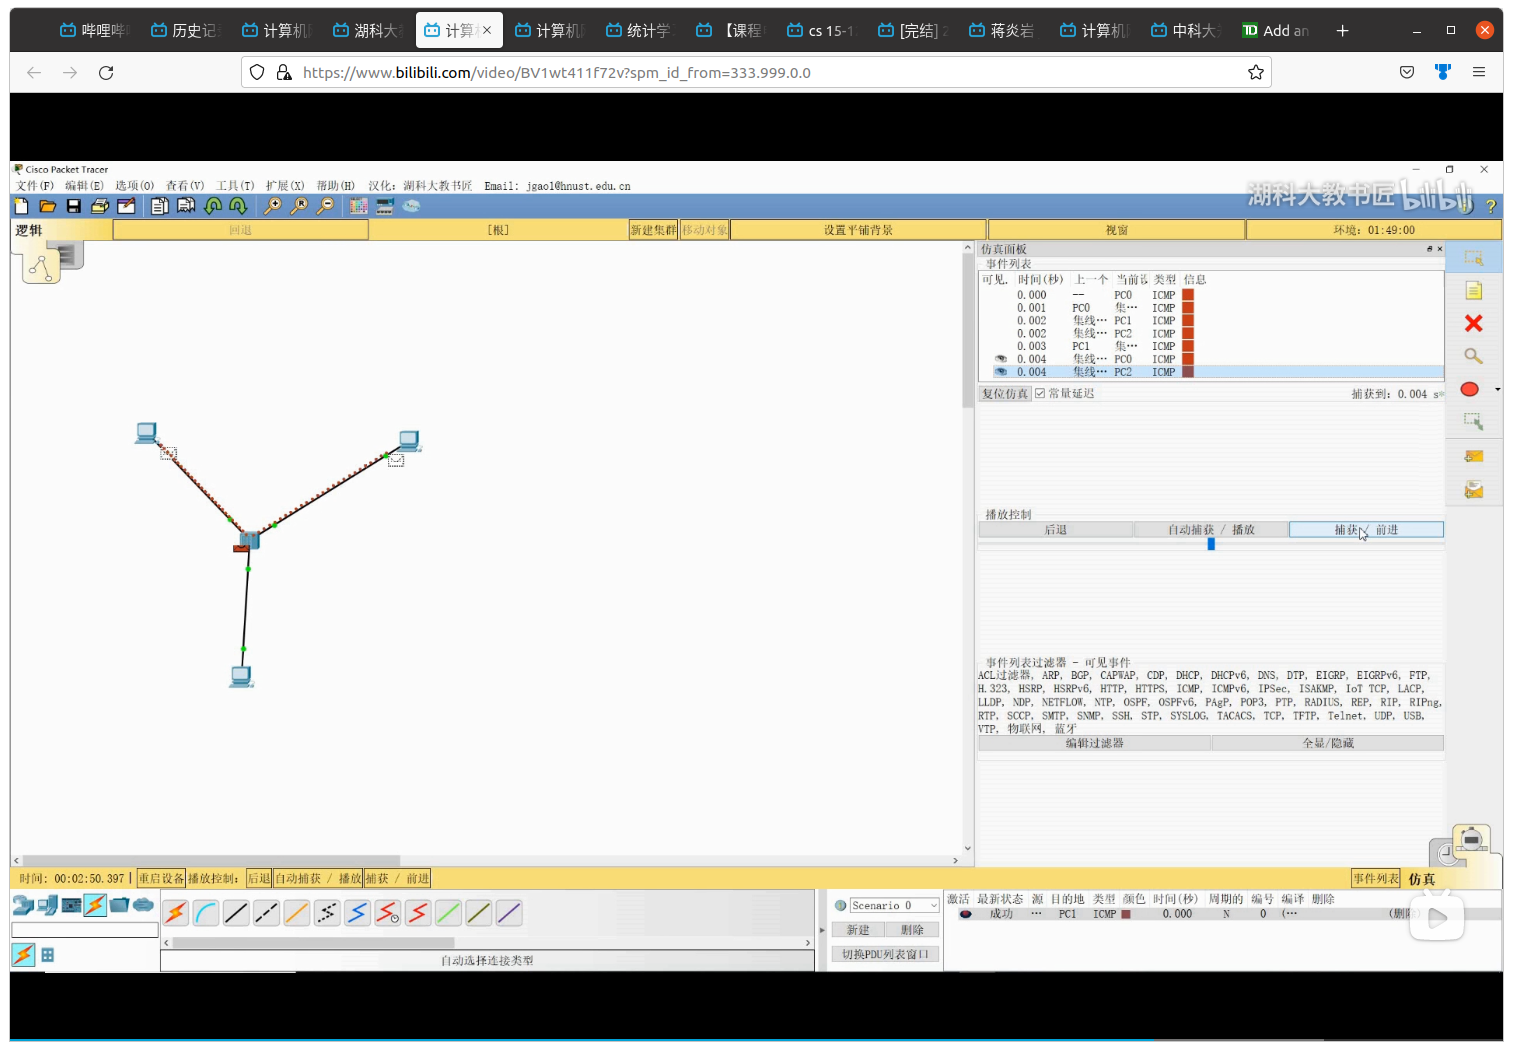 哔哩哔
历史记
计算机
湖科大
计算
计算机
统计学
【课程
cs 15-1
[完结]
蒋炎岩
计算机
中科大
TD Add an
https://www.bilibili.com/video/BV1wt411f72v?spm_id_from=333.999.0.0
Cisco Packet Tracer
文件(F) 编辑(E) 选项(O) 查看(V) 工具(T) 扩展(X) 帮助(H) 汉化: 湖科大教书匠 Email: jgaol@hnust.edu.cn
湖科大教书匠 bilibili
逻辑 回退 [根] 新建集群 移动对象 设置平铺背景 视窗 环境: 01:49:00
仿真面板
事件列表
可见. 时间(秒) 上一个 当前设 类型 信息
0.000 -- PC0 ICMP
0.001 PC0 集… ICMP
0.002 集线… PC1 ICMP
0.002 集线… PC2 ICMP
0.003 PC1 集… ICMP
0.004 集线… PC0 ICMP
0.004 集线… PC2 ICMP
复位仿真 常量延迟 捕获到: 0.004 s*
播放控制
后退 自动捕获 / 播放 捕获 / 前进
事件列表过滤器 - 可见事件
ACL过滤器, ARP, BGP, CAPWAP, CDP, DHCP, DHCPv6, DNS, DTP, EIGRP, EIGRPv6, FTP,
H.323, HSRP, HSRPv6, HTTP, HTTPS, ICMP, ICMPv6, IPSec, ISAKMP, IoT TCP, LACP,
LLDP, NDP, NETFLOW, NTP, OSPF, OSPFv6, PAgP, POP3, PTP, RADIUS, REP, RIP, RIPng,
RTP, SCCP, SMTP, SNMP, SSH, STP, SYSLOG, TACACS, TCP, TFTP, Telnet, UDP, USB,
VTP, 物联网, 蓝牙
编辑过滤器 全显/隐藏
时间: 00:02:50.397 重启设备 播放控制: 后退 自动捕获 / 播放 捕获 / 前进 事件列表 仿真
Scenario 0
新建 删除
切换PDU列表窗口
激活 最新状态 源 目的地 类型 颜色 时间(秒) 周期的 编号 编译 删除
成功 … PC1 ICMP 0.000 N 0 (… (删除
自动选择连接类型